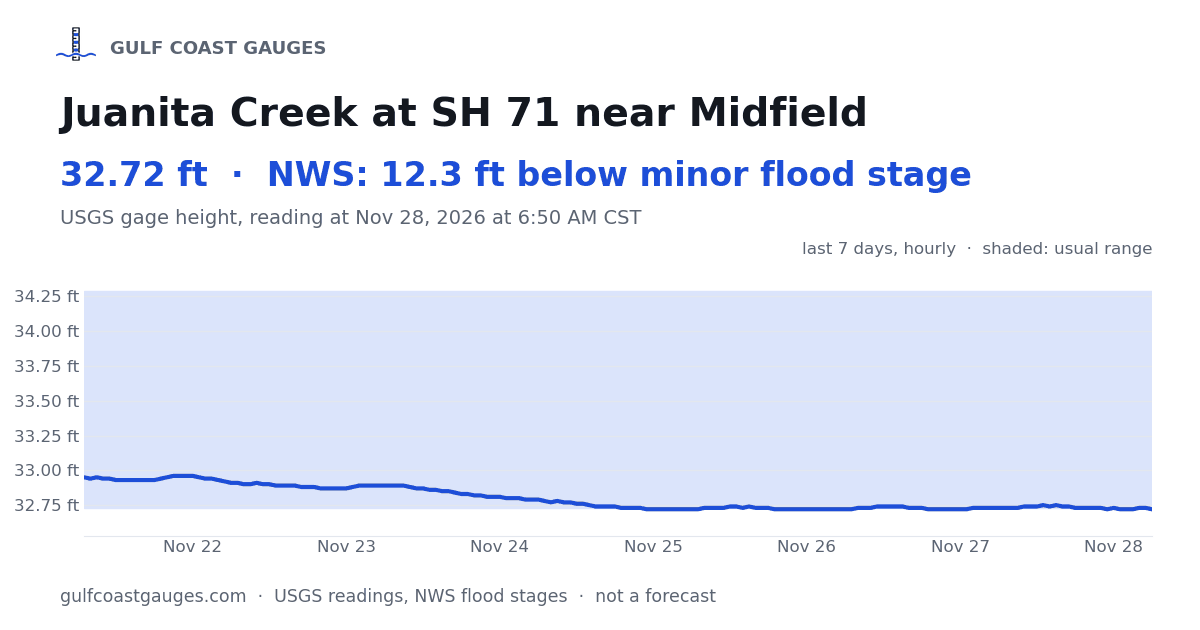 GULF COAST GAUGES
Juanita Creek at SH 71 near Midfield
32.72 ft · NWS: 12.3 ft below minor flood stage
USGS gage height, reading at Nov 28, 2026 at 6:50 AM CST
last 7 days, hourly · shaded: usual range
34.25 ft
34.00 ft
33.75 ft
33.50 ft
33.25 ft
33.00 ft
32.75 ft
Nov 22 Nov 23 Nov 24 Nov 25 Nov 26 Nov 27 Nov 28
gulfcoastgauges.com · USGS readings, NWS flood stages · not a forecast